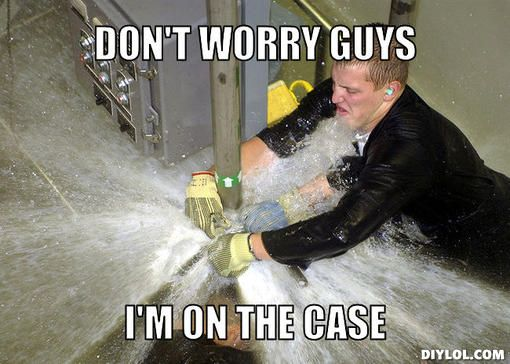 DON'T WORRY GUYS
I'M ON THE CASE
DIYLOL.COM